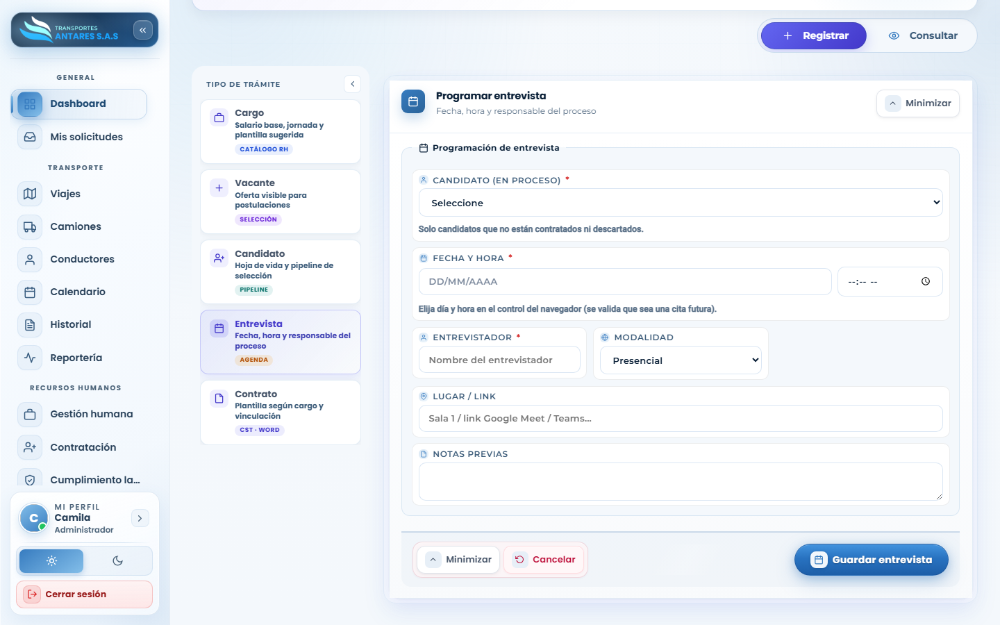 TRANSPORTES
ANTARES S.A.S
GENERAL
Dashboard
Mis solicitudes
TRANSPORTE
Viajes
Camiones
Conductores
Calendario
Historial
Reportería
RECURSOS HUMANOS
Gestión humana
Contratación
Cumplimiento la...
C
MI PERFIL
Camila
Administrador
Cerrar sesión
Registrar
Consultar
TIPO DE TRÁMITE
Cargo
Salario base, jornada y
plantilla sugerida
CATÁLOGO RH
Vacante
Oferta visible para
postulaciones
SELECCIÓN
Candidato
Hoja de vida y pipeline de
selección
PIPELINE
Entrevista
Fecha, hora y responsable del
proceso
AGENDA
Contrato
Plantilla según cargo y
vinculación
CST · WORD
Programar entrevista
Fecha, hora y responsable del proceso
Minimizar
Programación de entrevista
CANDIDATO (EN PROCESO) *
Seleccione
Solo candidatos que no están contratados ni descartados.
FECHA Y HORA *
DD/MM/AAAA
--:-- --
Elija día y hora en el control del navegador (se valida que sea una cita futura).
ENTREVISTADOR *
Nombre del entrevistador
MODALIDAD
Presencial
LUGAR / LINK
Sala 1 / link Google Meet / Teams...
NOTAS PREVIAS
Minimizar
Cancelar
Guardar entrevista